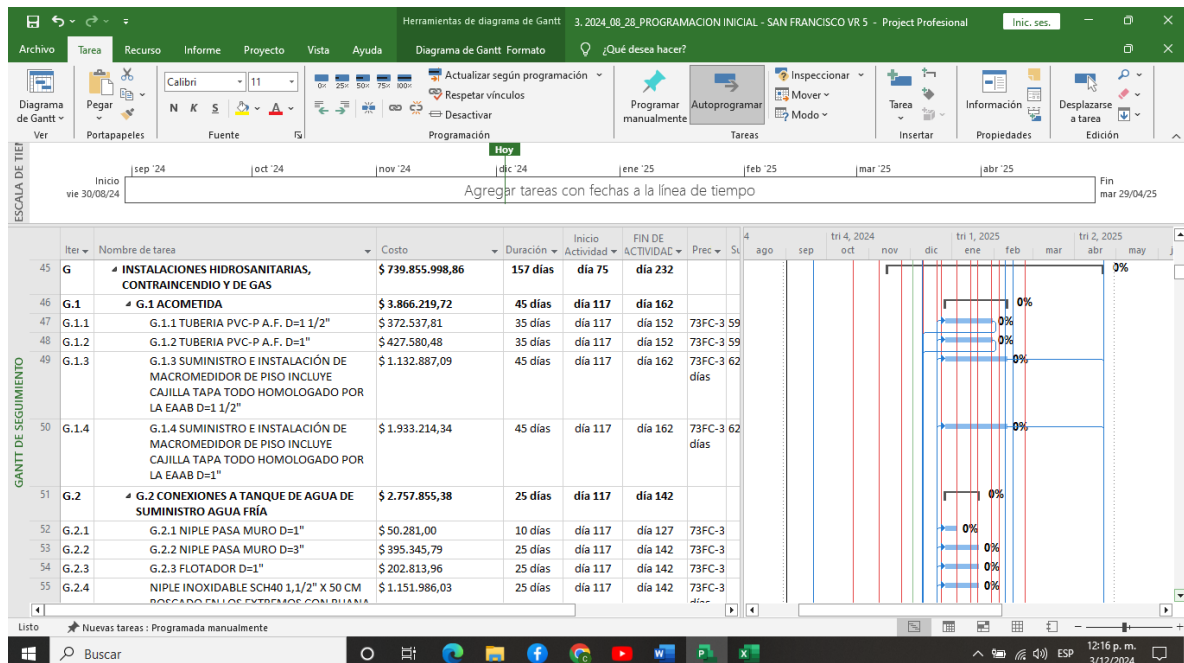 Herramientas de diagrama de Gantt 3. 2024_08_28_PROGRAMACION INICIAL - SAN FRANCISCO VR 5 - Project Profesional Inic. ses.
Archivo Tarea Recurso Informe Proyecto Vista Ayuda Diagrama de Gantt Formato ¿Qué desea hacer?
Calibri 11 0× 25× 50× 75× 100× Actualizar según programación Inspeccionar
Respetar vínculos Mover
Diagrama de Gantt Pegar N K S A Desactivar Programar manualmente Autoprogramar Modo Tarea Información Desplazarse a tarea
Ver Portapapeles Fuente Programación Tareas Insertar Propiedades Edición
Hoy
sep '24 oct '24 nov '24 dic '24 ene '25 feb '25 mar '25 abr '25
Inicio Agregar tareas con fechas a la línea de tiempo Fin
vie 30/08/24 mar 29/04/25
ESCALA DE TIEM
Iter Nombre de tarea Costo Duración Inicio Actividad FIN DE ACTIVIDAD Prec Su
4 tri 4, 2024 tri 1, 2025 tri 2, 2025
ago sep oct nov dic ene feb mar abr may j
45 G INSTALACIONES HIDROSANITARIAS, $ 739.855.998,86 157 días día 75 día 232 0%
CONTRAINCENDIO Y DE GAS
46 G.1 G.1 ACOMETIDA $ 3.866.219,72 45 días día 117 día 162 0%
47 G.1.1 G.1.1 TUBERIA PVC-P A.F. D=1 1/2" $ 372.537,81 35 días día 117 día 152 73FC-3 59 0%
48 G.1.2 G.1.2 TUBERIA PVC-P A.F. D=1" $ 427.580,48 35 días día 117 día 152 73FC-3 59 0%
49 G.1.3 G.1.3 SUMINISTRO E INSTALACIÓN DE $ 1.132.887,09 45 días día 117 día 162 73FC-3 62 0%
MACROMEDIDOR DE PISO INCLUYE días
CAJILLA TAPA TODO HOMOLOGADO POR
LA EAAB D=1 1/2"
50 G.1.4 G.1.4 SUMINISTRO E INSTALACIÓN DE $ 1.933.214,34 45 días día 117 día 162 73FC-3 62 0%
MACROMEDIDOR DE PISO INCLUYE días
CAJILLA TAPA TODO HOMOLOGADO POR
LA EAAB D=1"
51 G.2 G.2 CONEXIONES A TANQUE DE AGUA DE $ 2.757.855,38 25 días día 117 día 142 0%
SUMINISTRO AGUA FRÍA
52 G.2.1 G.2.1 NIPLE PASA MURO D=1" $ 50.281,00 10 días día 117 día 127 73FC-3 0%
53 G.2.2 G.2.2 NIPLE PASA MURO D=3" $ 395.345,79 25 días día 117 día 142 73FC-3 0%
54 G.2.3 G.2.3 FLOTADOR D=1" $ 202.813,96 25 días día 117 día 142 73FC-3 0%
55 G.2.4 NIPLE INOXIDABLE SCH40 1,1/2" X 50 CM $ 1.151.986,03 25 días día 117 día 142 73FC-3 0%
ROSCADO EN LOS EXTREMOS CON RUANA días
GANTT DE SEGUIMIENTO
Listo Nuevas tareas : Programada manualmente
Buscar ESP 12:16 p. m.
3/12/2024